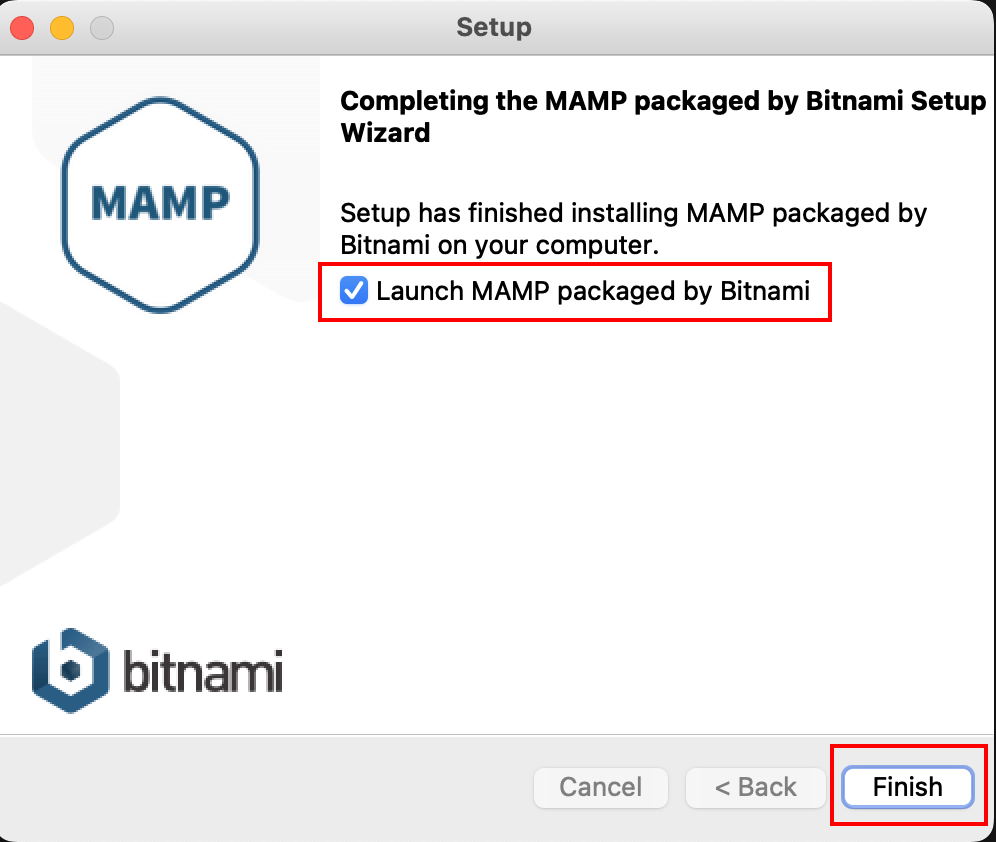 Setup
MAMP
Completing the MAMP packaged by Bitnami Setup
Wizard
Setup has finished installing MAMP packaged by
Bitnami on your computer.
Launch MAMP packaged by Bitnami
bitnami
Cancel
< Back
Finish